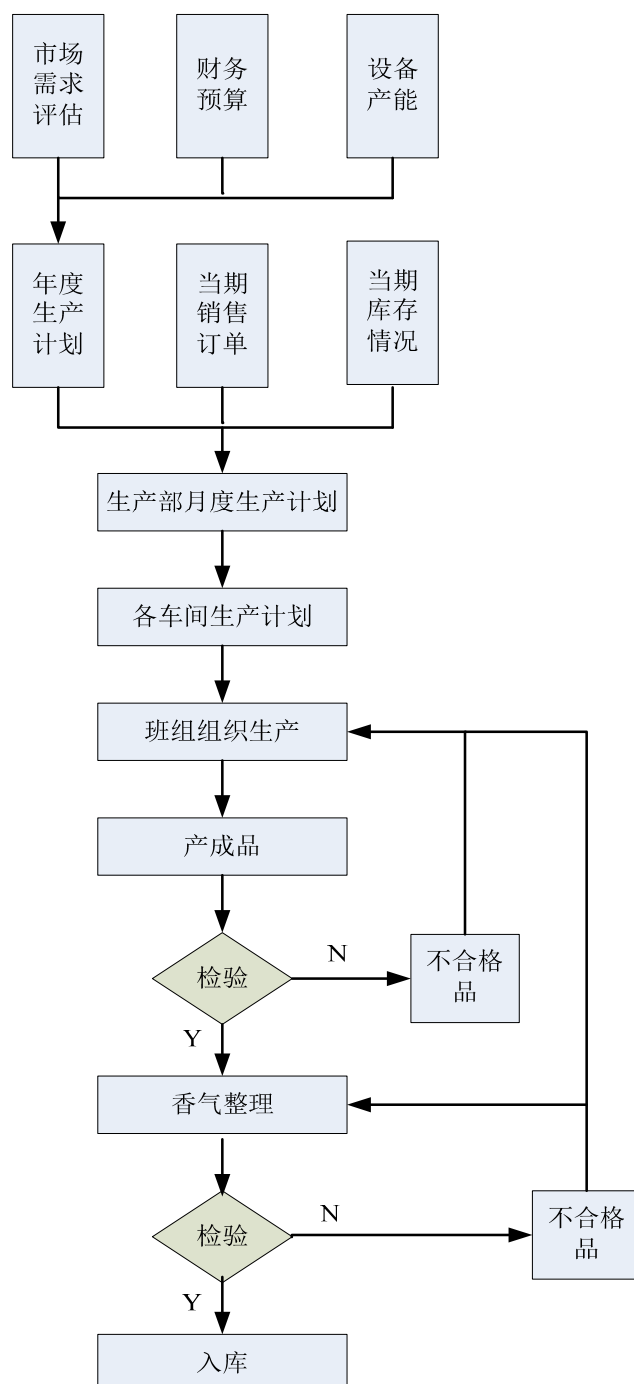 市场
需求
评估
财务
预算
设备
产能
年度
生产
计划
当期
销售
订单
当期
库存
情况
生产部月度生产计划
各车间生产计划
班组组织生产
产成品
检验
N
不合格
品
Y
香气整理
检验
N
不合格
品
Y
入库